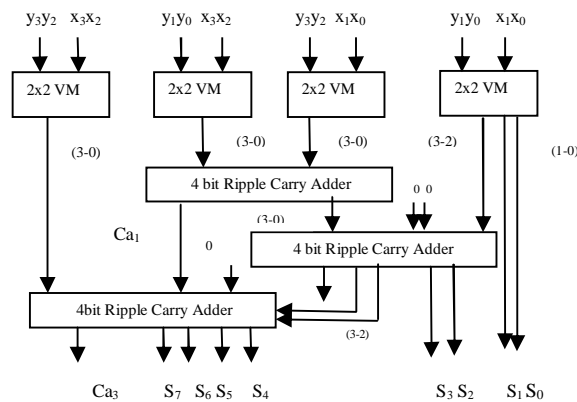 y₃y₂ x₃x₂ y₁y₀ x₃x₂ y₃y₂ x₁x₀ y₁y₀ x₁x₀
2x2 VM 2x2 VM 2x2 VM 2x2 VM
(3-0) (3-0) (3-0) (3-2) (1-0)
4 bit Ripple Carry Adder
0 0
(3-0)
Ca₁ 0 4 bit Ripple Carry Adder
4bit Ripple Carry Adder
(3-2)
Ca₃ S₇ S₆ S₅ S₄ S₃ S₂ S₁ S₀